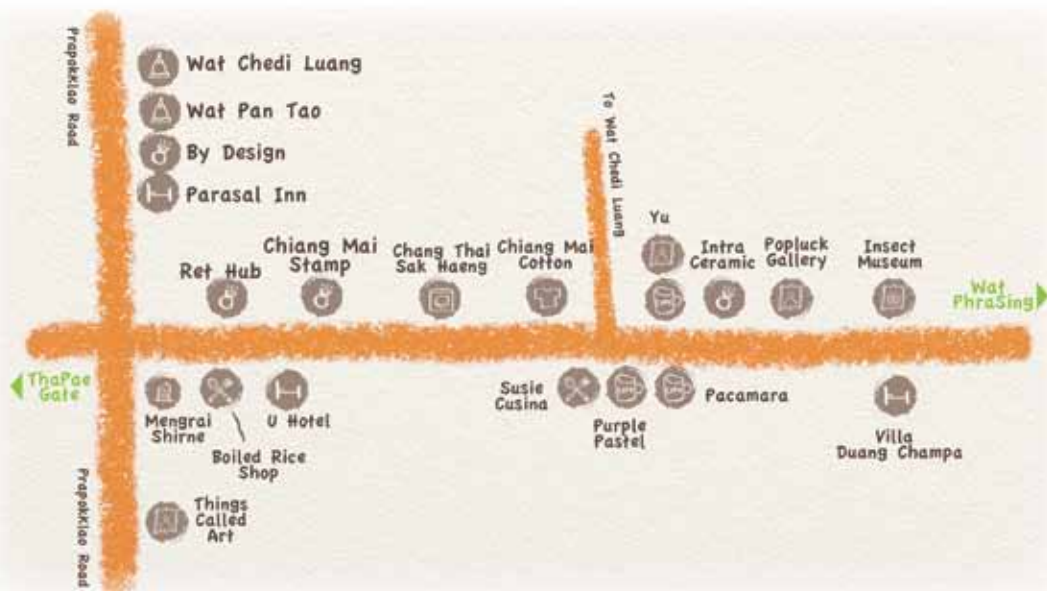 PrapokKlao Road
Wat Chedi Luang
Wat Pan Tao
By Design
Parasal Inn
To Wat Chedi Luang
Ret Hub
Chiang Mai
Stamp
Chang Thai
Sak Haeng
Chiang Mai
Cotton
Yu
Intra
Ceramic
Popluck
Gallery
Insect
Museum
Wat
PhraSing
ThaPae
Gate
Mengrai
Shirne
Boiled Rice
Shop
U Hotel
Susie
Cusina
Purple
Pastel
Pacamara
Villa
Duang Champa
PrapokKlao Road
Things
Called
Art